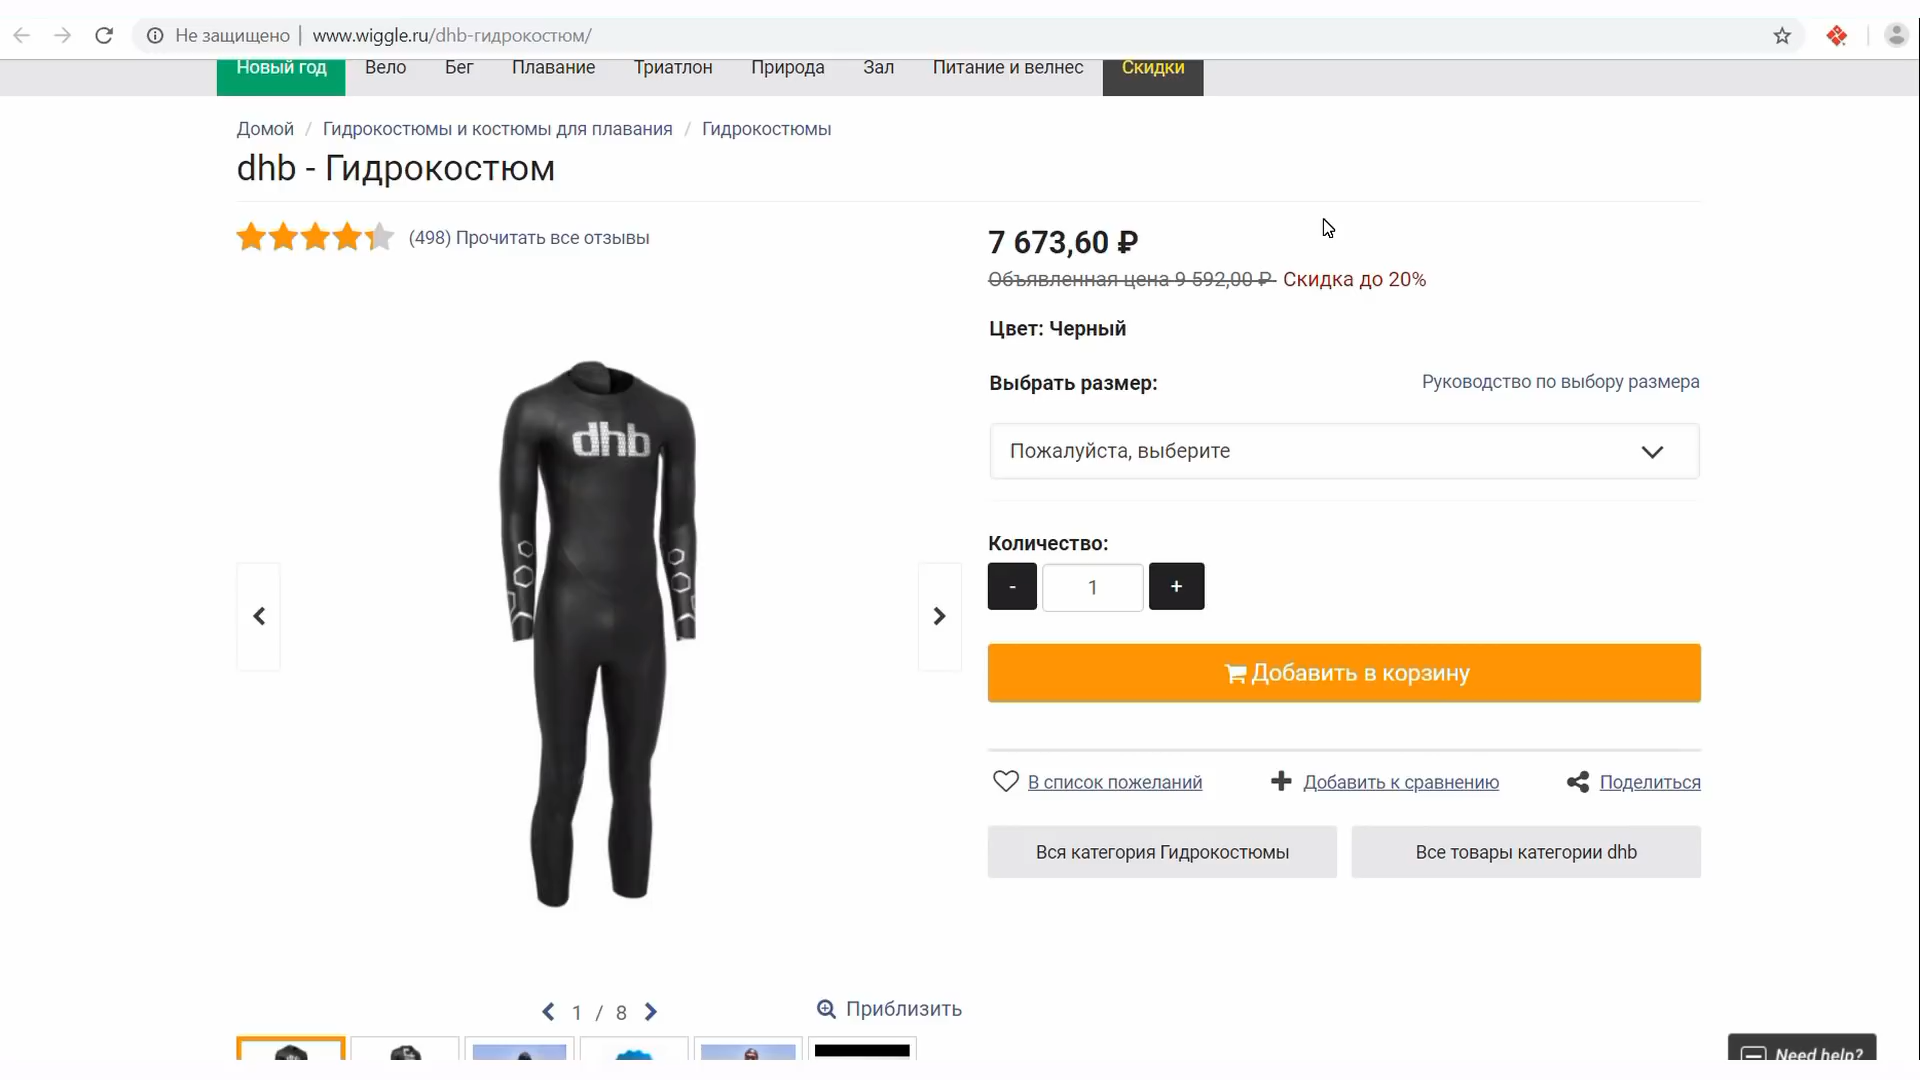 Не защищено | www.wiggle.ru/dhb-гидрокостюм/
Новый год Вело Бег Плавание Триатлон Природа Зал Питание и велнес Скидки
Домой / Гидрокостюмы и костюмы для плавания / Гидрокостюмы
dhb - Гидрокостюм
(498) Прочитать все отзывы
7 673,60 ₽
Объявленная цена 9 592,00 ₽ Скидка до 20%
Цвет: Черный
Выбрать размер: Руководство по выбору размера
Пожалуйста, выберите
dhb
Количество:
- 1 +
Добавить в корзину
В список пожеланий Добавить к сравнению Поделиться
Вся категория Гидрокостюмы Все товары категории dhb
1 / 8 Приблизить
Need help?